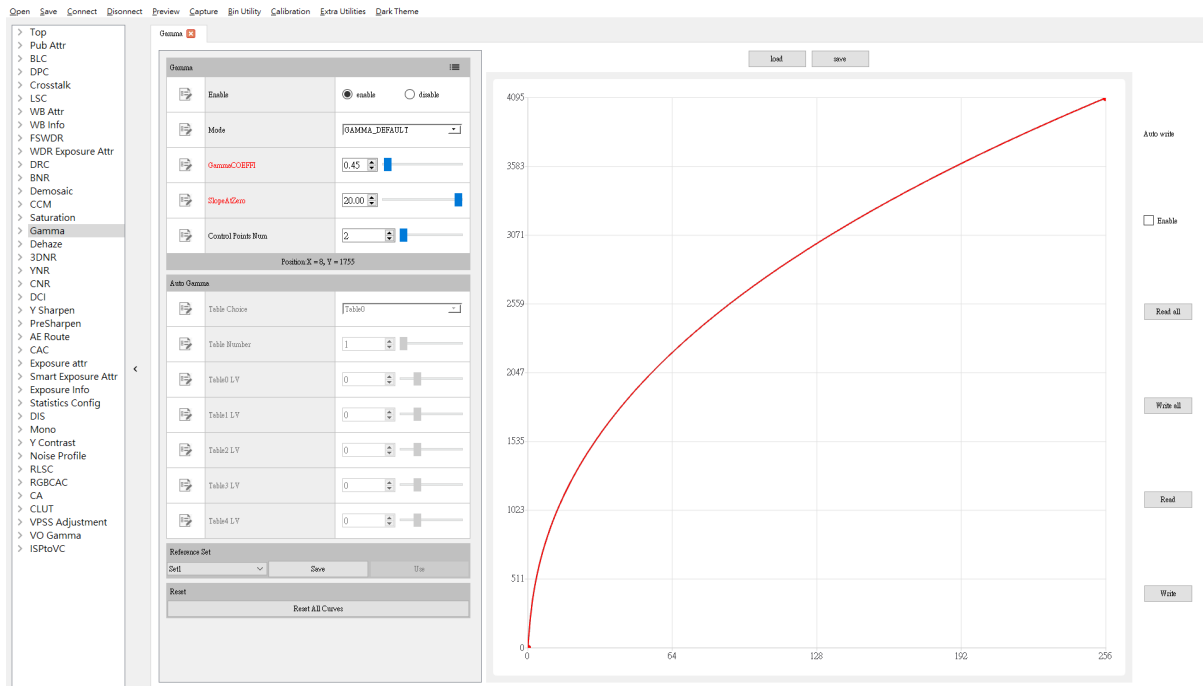 Open Save Connect Disonnect Preview Capture Bin Utility Calibration Extra Utilities Dark Theme
Top
Pub Attr
BLC
DPC
Crosstalk
LSC
WB Attr
WB Info
FSWDR
WDR Exposure Attr
DRC
BNR
Demosaic
CCM
Saturation
Gamma
Dehaze
3DNR
YNR
CNR
DCI
Y Sharpen
PreSharpen
AE Route
CAC
Exposure attr
Smart Exposure Attr
Exposure Info
Statistics Config
DIS
Mono
Y Contrast
Noise Profile
RLSC
RGBCAC
CA
CLUT
VPSS Adjustment
VO Gamma
ISPtoVC
Gamma
Gamma
Enable enable disable
Mode GAMMA_DEFAULT
GammaCOEFFI 0.45
SlopeAtZero 20.00
Control Points Num 2
Position:X = 8, Y = 1755
Auto Gamma
Table Choice Table0
Table Number 1
Table0 LV 0
Table1 LV 0
Table2 LV 0
Table3 LV 0
Table4 LV 0
Reference Set
Set1 Save Use
Reset
Reset All Curves
load save
4095
3583
3071
2559
2047
1535
1023
511
0
0 64 128 192 256
Auto write
Enable
Read all
Write all
Read
Write